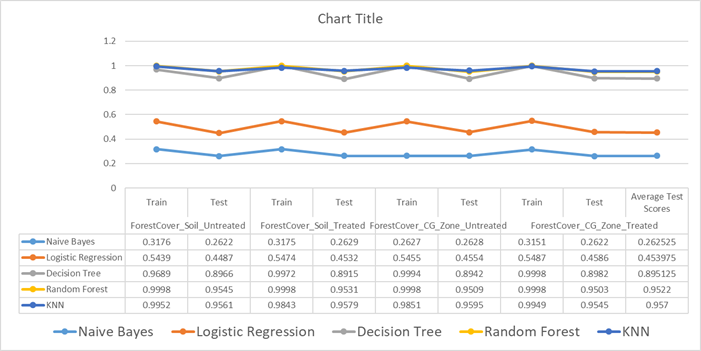 Chart Title
1.2
1
0.8
0.6
0.4
0.2
0
Train Test Train Test Train Test Train Test Average Test Scores
ForestCover_Soil_Untreated ForestCover_Soil_Treated ForestCover_CG_Zone_Untreated ForestCover_CG_Zone_Treated
Naive Bayes 0.3176 0.2622 0.3175 0.2629 0.2627 0.2628 0.3151 0.2622 0.262525
Logistic Regression 0.5439 0.4487 0.5474 0.4532 0.5455 0.4554 0.5487 0.4586 0.453975
Decision Tree 0.9689 0.8966 0.9972 0.8915 0.9994 0.8942 0.9998 0.8982 0.895125
Random Forest 0.9998 0.9545 0.9998 0.9531 0.9998 0.9509 0.9998 0.9503 0.9522
KNN 0.9952 0.9561 0.9843 0.9579 0.9851 0.9595 0.9949 0.9545 0.957
Naive Bayes Logistic Regression Decision Tree Random Forest KNN